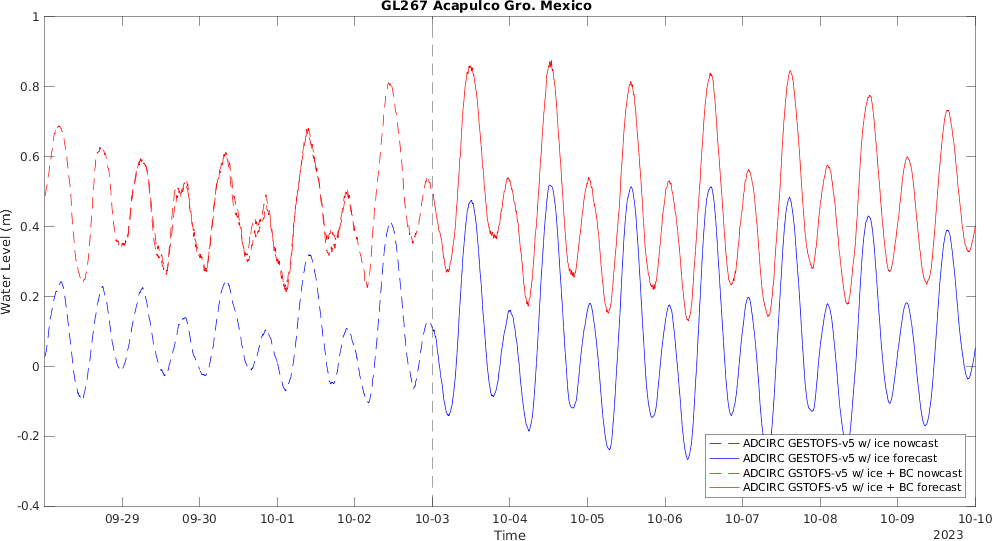 GL267 Acapulco Gro. Mexico
1
0.8
0.6
0.4
0.2
0
-0.2
-0.4
Water Level (m)
ADCIRC GESTOFS-v5 w/ ice nowcast
ADCIRC GESTOFS-v5 w/ ice forecast
ADCIRC GSTOFS-v5 w/ ice + BC nowcast
ADCIRC GSTOFS-v5 w/ ice + BC forecast
09-29 09-30 10-01 10-02 10-03 10-04 10-05 10-06 10-07 10-08 10-09 10-10
Time
2023